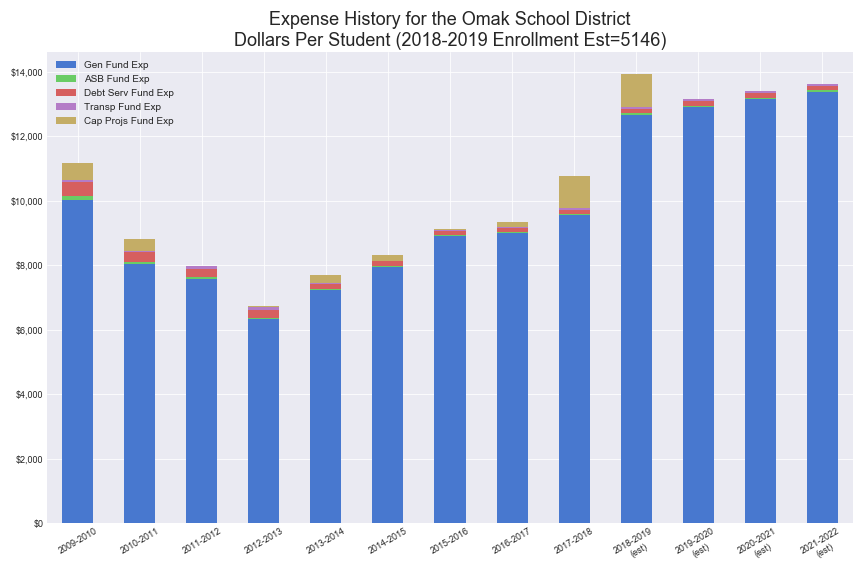 Expense History for the Omak School District
Dollars Per Student (2018-2019 Enrollment Est=5146)
Gen Fund Exp
ASB Fund Exp
Debt Serv Fund Exp
Transp Fund Exp
Cap Projs Fund Exp
$14,000
$12,000
$10,000
$8,000
$6,000
$4,000
$2,000
$0
2009-2010
2010-2011
2011-2012
2012-2013
2013-2014
2014-2015
2015-2016
2016-2017
2017-2018
2018-2019
(est)
2019-2020
(est)
2020-2021
(est)
2021-2022
(est)